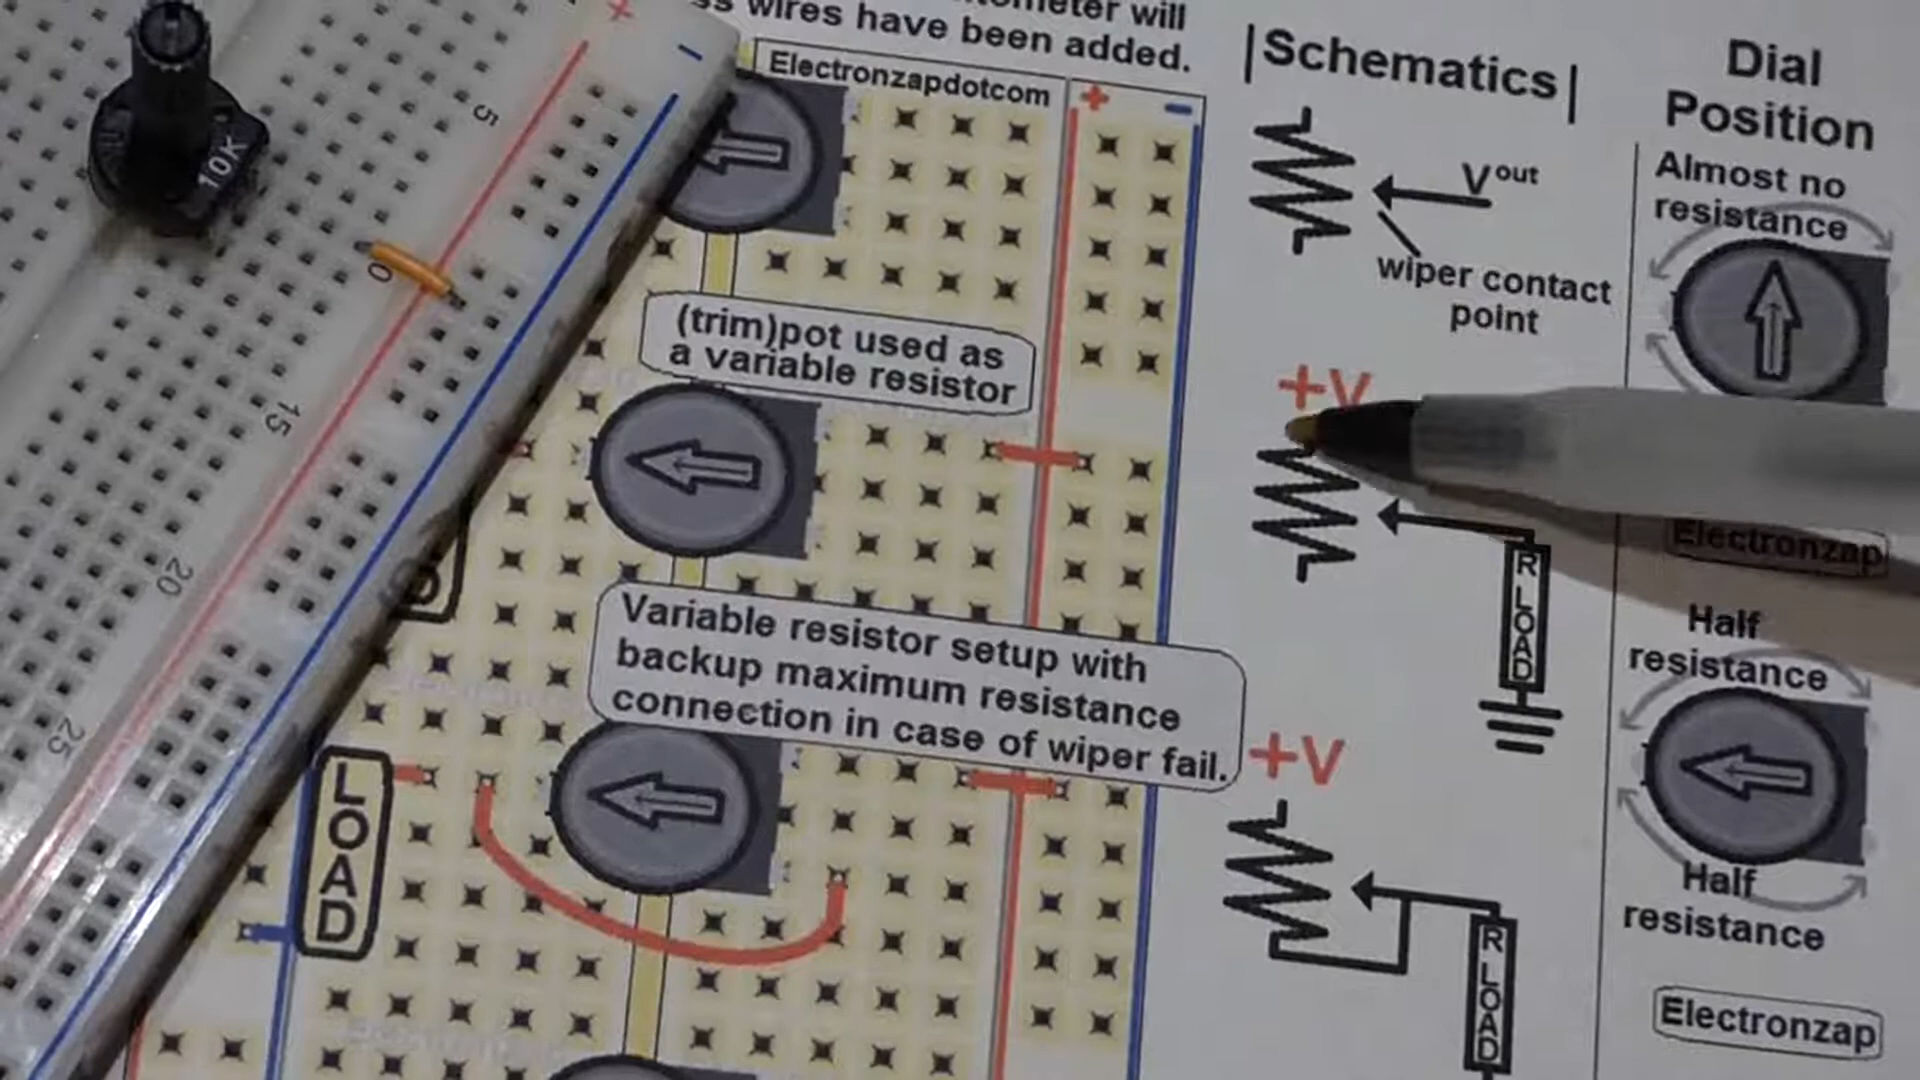 wires have been added.
will
Electronzapdotcom
+ -
+ -
|Schematics|
Vout
wiper contact
point
Dial
Position
Almost no
resistance
10K
5
15
20
25
(trim)pot used as
a variable resistor
+V
R
LOAD
Electronzap
Half
resistance
Variable resistor setup with
backup maximum resistance
connection in case of wiper fail.
+V
LOAD
R
LOAD
Half
resistance
Electronzap